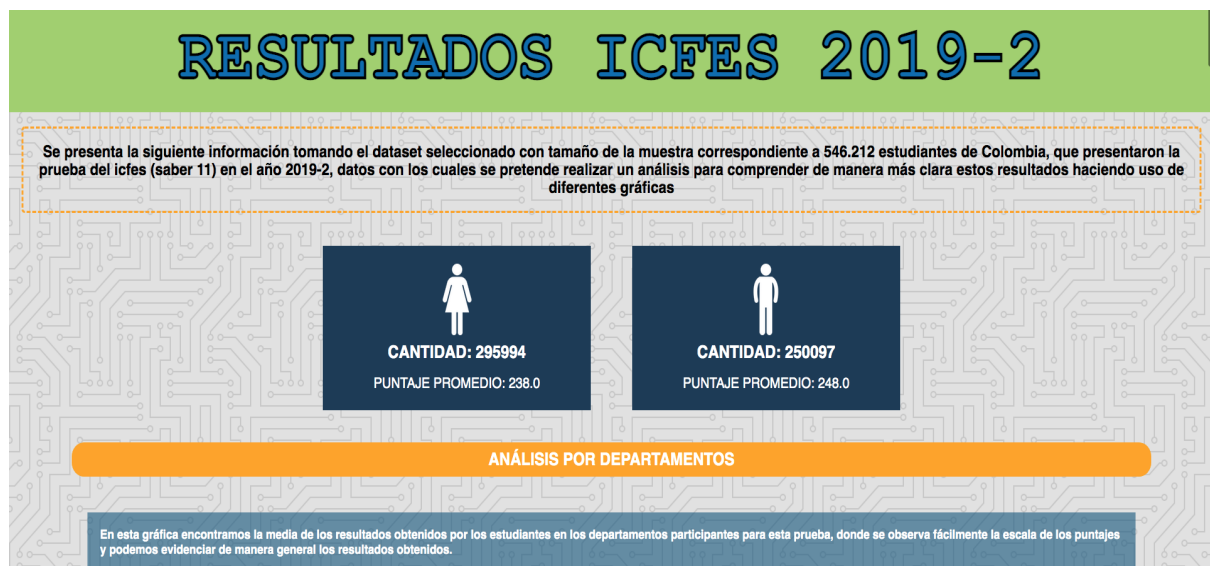 RESULTADOS ICFES 2019-2
Se presenta la siguiente información tomando el dataset seleccionado con tamaño de la muestra correspondiente a 546.212 estudiantes de Colombia, que presentaron la
prueba del icfes (saber 11) en el año 2019-2, datos con los cuales se pretende realizar un análisis para comprender de manera más clara estos resultados haciendo uso de
diferentes gráficas
CANTIDAD: 295994
PUNTAJE PROMEDIO: 238.0
CANTIDAD: 250097
PUNTAJE PROMEDIO: 248.0
ANÁLISIS POR DEPARTAMENTOS
En esta gráfica encontramos la media de los resultados obtenidos por los estudiantes en los departamentos participantes para esta prueba, donde se observa fácilmente la escala de los puntajes
y podemos evidenciar de manera general los resultados obtenidos.